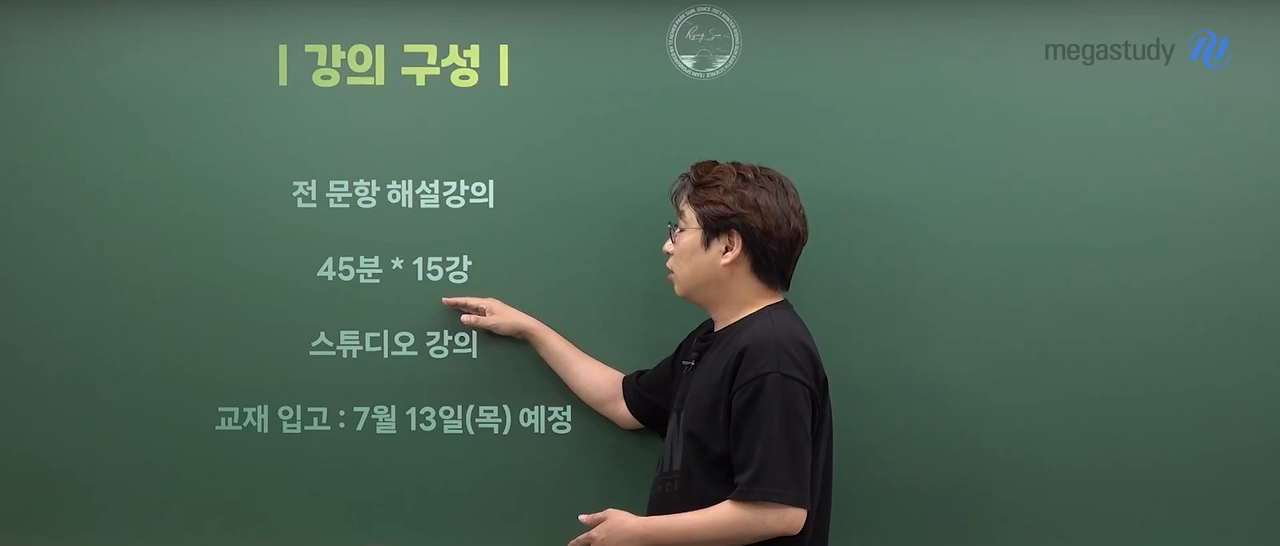 | 강의 구성 |
megastudy
전 문항 해설강의
45분 * 15강
스튜디오 강의
교재 입고 : 7월 13일(목) 예정